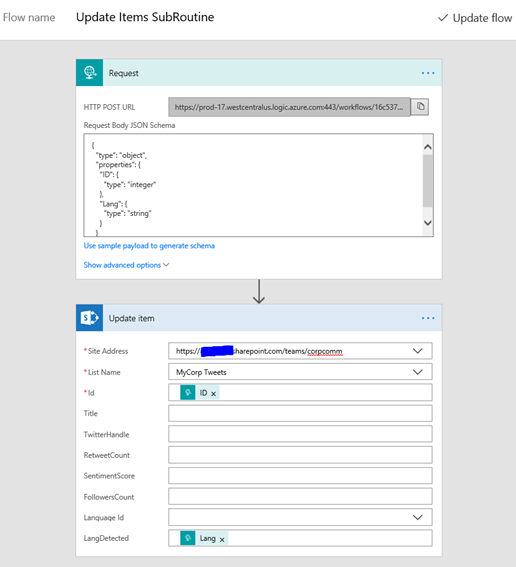 Flow name Update Items SubRoutine ✓ Update flow
Request ...
HTTP POST URL https://prod-17.westcentralus.logic.azure.com:443/workflows/16c537...
Request Body JSON Schema
{
"type": "object",
"properties": {
"ID": {
"type": "integer"
},
"Lang": {
"type": "string"
}
}
Use sample payload to generate schema
Show advanced options
Update item ...
*Site Address https://sharepoint.com/teams/corpcomm
*List Name MyCorp Tweets
*Id ID x
Title
TwitterHandle
RetweetCount
SentimentScore
FollowersCount
Language Id
LangDetected Lang x